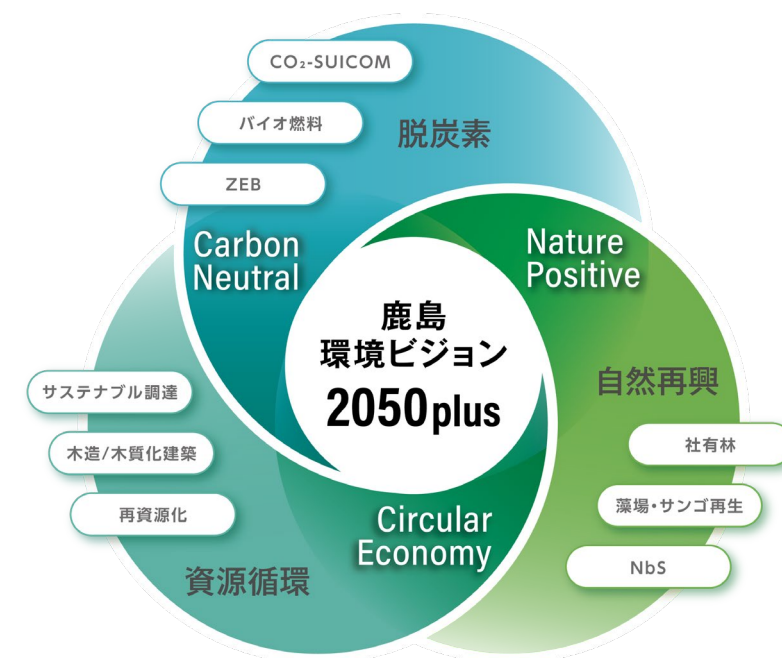 CO₂-SUICOM
バイオ燃料
ZEB
脱炭素
Carbon
Neutral
Nature
Positive
鹿島
環境ビジョン
2050plus
自然再興
社有林
藻場・サンゴ再生
NbS
サステナブル調達
木造/木質化建築
再資源化
Circular
Economy
資源循環